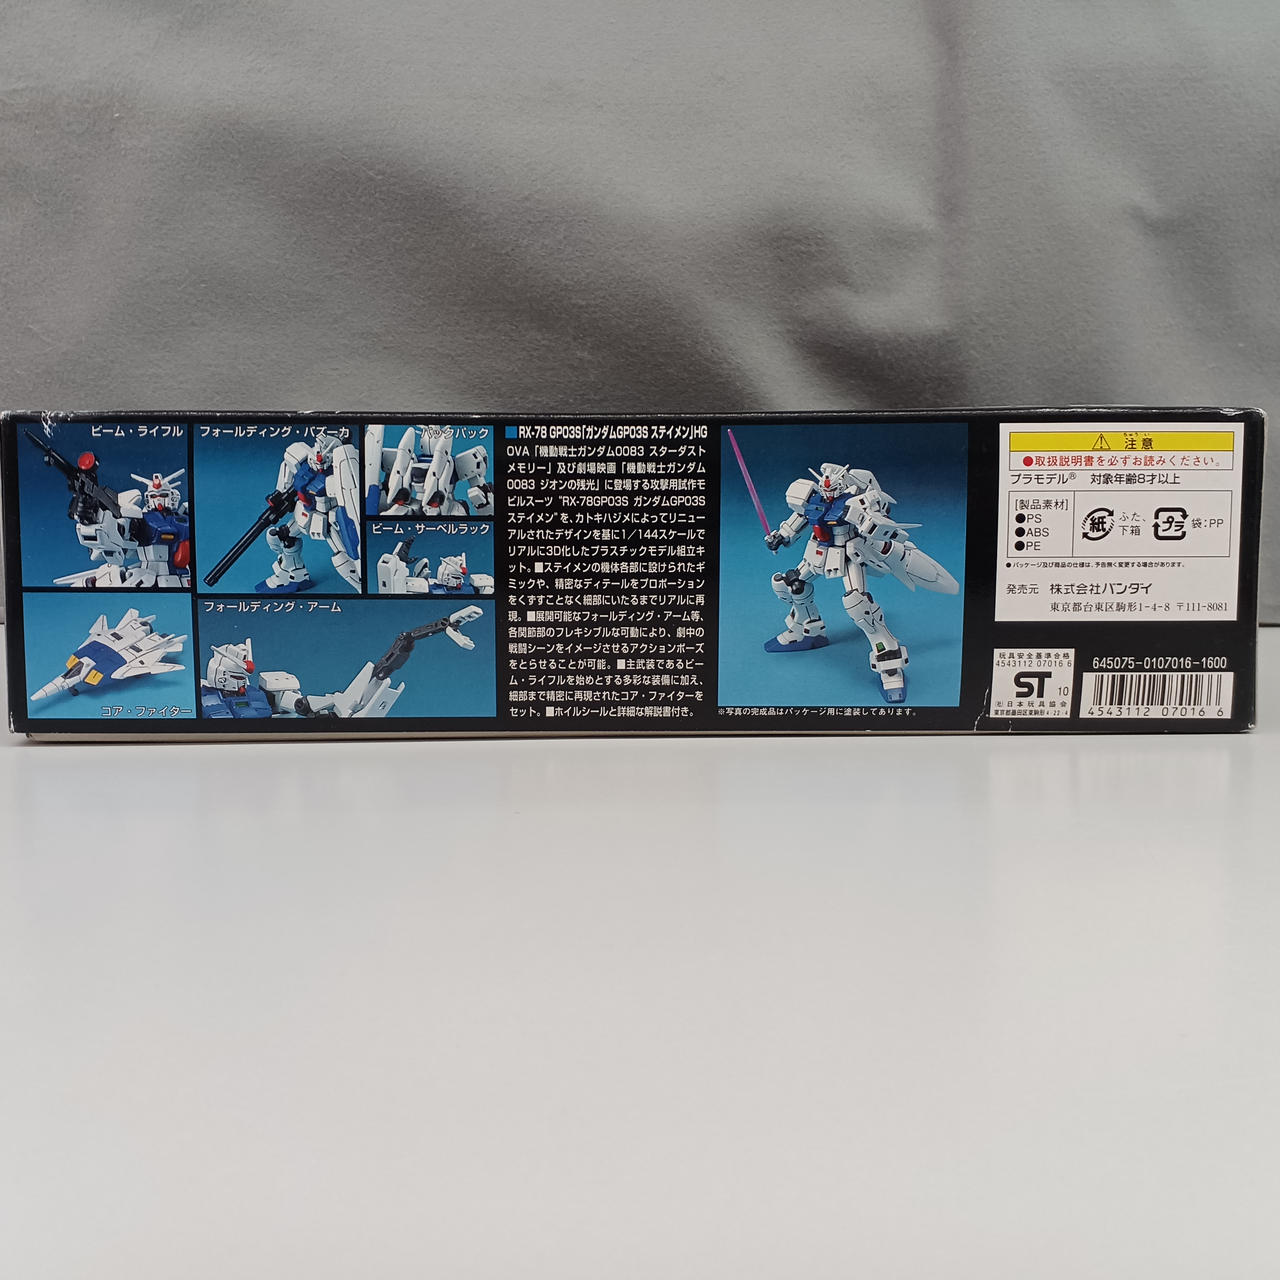 ビーム・ライフル
フォールディング・バズーカ
バックパック
ビーム・サーベルラック
コア・ファイター
フォールディング・アーム
■RX-78 GP03S「ガンダムGP03S ステイメン」HG
OVA「機動戦士ガンダム0083 スターダスト
メモリー」及び劇場映画「機動戦士ガンダム
0083 ジオンの残光」に登場する攻撃用試作モ
ビルスーツ “RX-78GP03S ガンダムGP03S
ステイメン”を、カトキハジメによってリニュー
アルされたデザインを基に1/144スケールで
リアルに3D化したプラスチックモデル組立キ
ット。■ステイメンの機体各部に設けられたギ
ミックや、精密なディテールをプロポーション
をくずすことなく細部にいたるまでリアルに再
現。■展開可能なフォールディング・アーム等、
各関節部のフレキシブルな可動により、劇中の
戦闘シーンをイメージさせるアクションポーズ
をとらせることが可能。■主武装であるビー
ム・ライフルを始めとする多彩な装備に加え、
細部まで精密に再現されたコア・ファイターを
セット。■ホイルシールと詳細な解説書付き。
※写真の完成品はパッケージ用に塗装してあります。
ちゅうい
注意
●取扱説明書を必ずお読みください。
プラモデル® 対象年齢8才以上
[製品素材]
●PS
●ABS
●PE
紙
ふた、
下箱
プラ
袋:PP
●パッケージ及び商品の仕様は、予告無く変更する場合があります。
発売元 株式会社バンダイ
東京都台東区駒形1-4-8 〒111-8081
玩具安全基準合格
4543112 07016 6
ST 10
(社)日本玩具協会
東京都墨田区東駒形4-22-4
645075-0107016-1600
4543112 07016 6